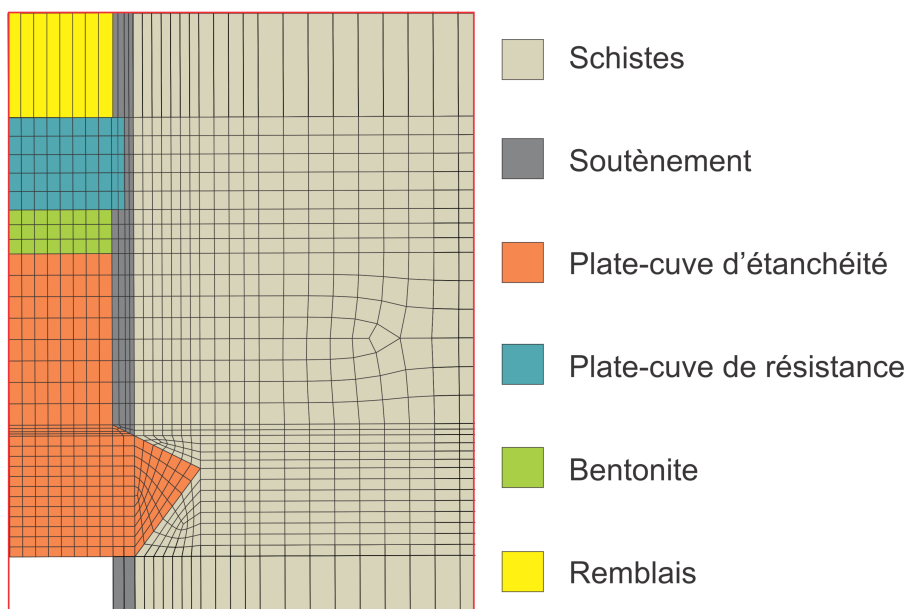 Schistes
Soutènement
Plate-cuve d'étanchéité
Plate-cuve de résistance
Bentonite
Remblais